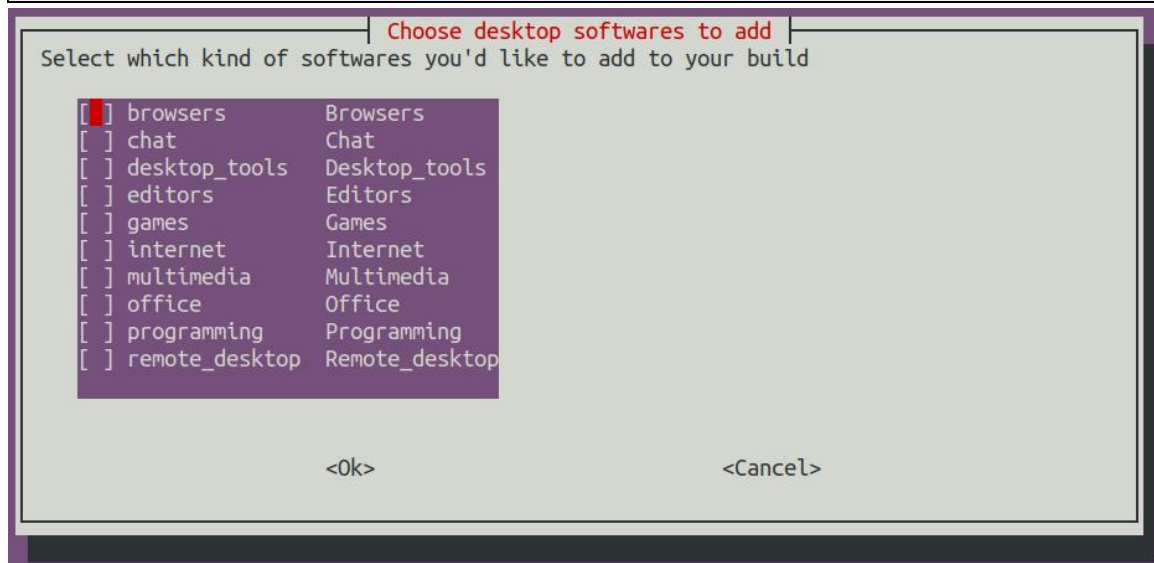 Choose desktop softwares to add
Select which kind of softwares you'd like to add to your build
[ ] browsers Browsers
[ ] chat Chat
[ ] desktop_tools Desktop_tools
[ ] editors Editors
[ ] games Games
[ ] internet Internet
[ ] multimedia Multimedia
[ ] office Office
[ ] programming Programming
[ ] remote_desktop Remote_desktop
<Ok> <Cancel>